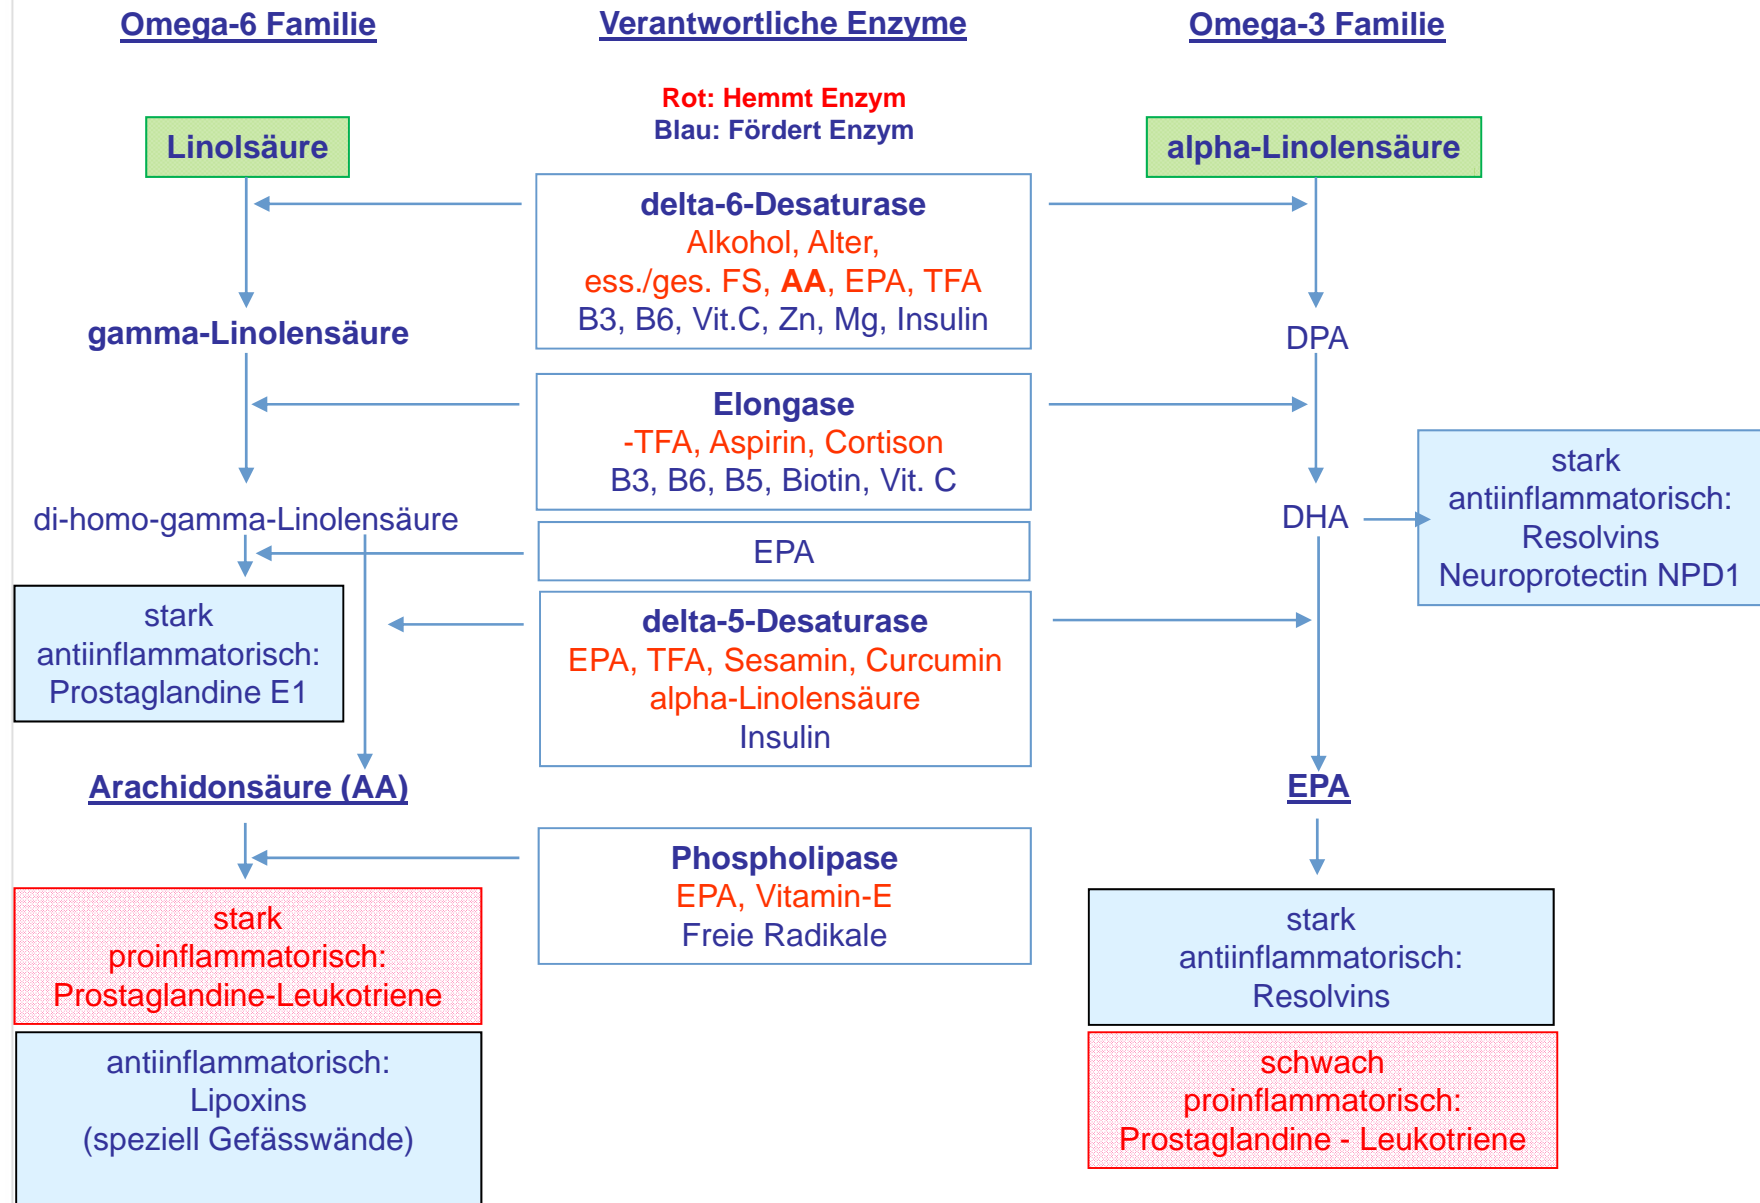 Omega-6 Familie
Verantwortliche Enzyme
Omega-3 Familie
Rot: Hemmt Enzym
Blau: Fördert Enzym
Linolsäure
alpha-Linolensäure
delta-6-Desaturase
Alkohol, Alter,
ess./ges. FS, AA, EPA, TFA
B3, B6, Vit.C, Zn, Mg, Insulin
gamma-Linolensäure
DPA
Elongase
-TFA, Aspirin, Cortison
B3, B6, B5, Biotin, Vit. C
di-homo-gamma-Linolensäure
DHA
stark
antiinflammatorisch:
Resolvins
Neuroprotectin NPD1
EPA
stark
antiinflammatorisch:
Prostaglandine E1
delta-5-Desaturase
EPA, TFA, Sesamin, Curcumin
alpha-Linolensäure
Insulin
Arachidonsäure (AA)
EPA
Phospholipase
EPA, Vitamin-E
Freie Radikale
stark
proinflammatorisch:
Prostaglandine-Leukotriene
stark
antiinflammatorisch:
Resolvins
antiinflammatorisch:
Lipoxins
(speziell Gefässwände)
schwach
proinflammatorisch:
Prostaglandine - Leukotriene